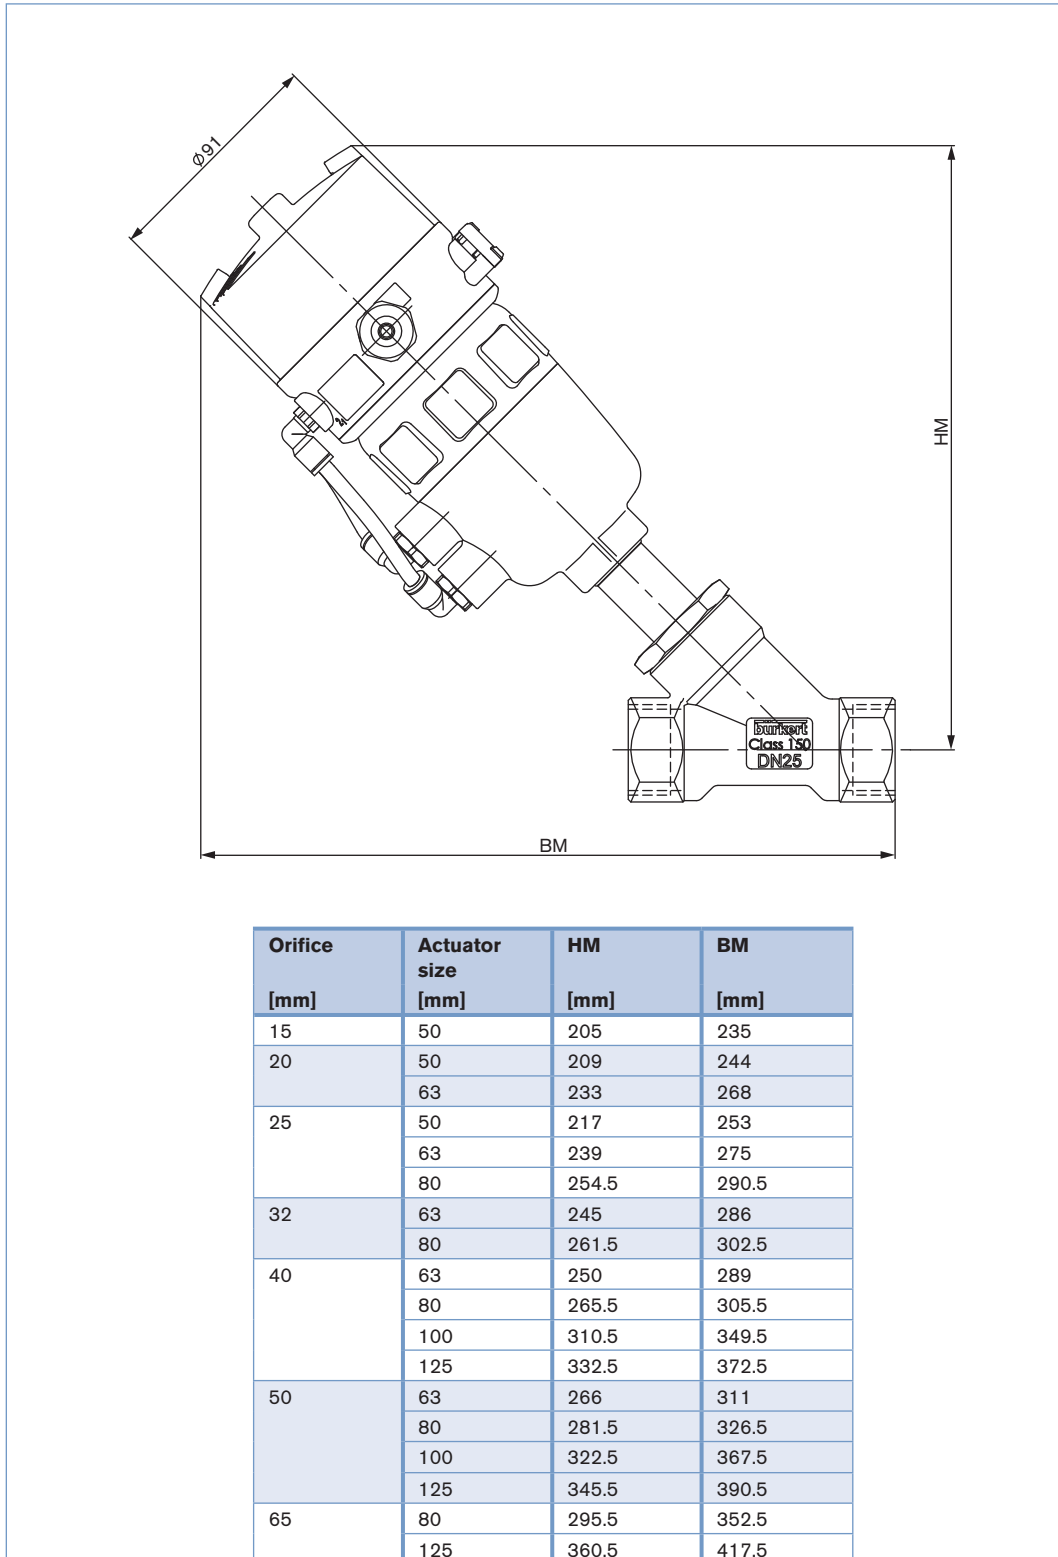 Φ91
HM
burkert
Class 150
DN25
BM
Orifice Actuator size HM BM
[mm] [mm] [mm] [mm]
15 50 205 235
20 50 209 244
63 233 268
25 50 217 253
63 239 275
80 254.5 290.5
32 63 245 286
80 261.5 302.5
40 63 250 289
80 265.5 305.5
100 310.5 349.5
125 332.5 372.5
50 63 266 311
80 281.5 326.5
100 322.5 367.5
125 345.5 390.5
65 80 295.5 352.5
125 360.5 417.5